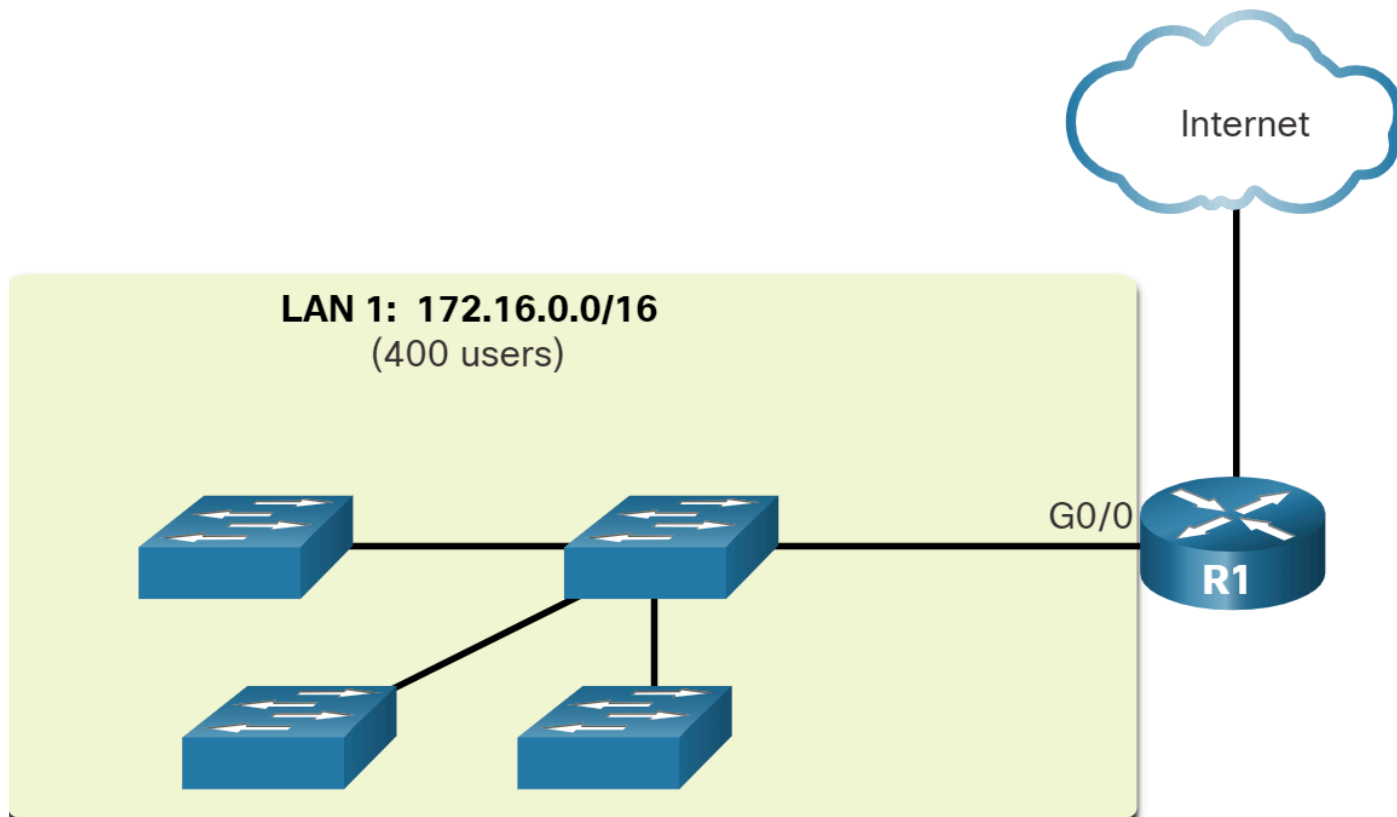 Internet
LAN 1: 172.16.0.0/16
(400 users)
G0/0
R1